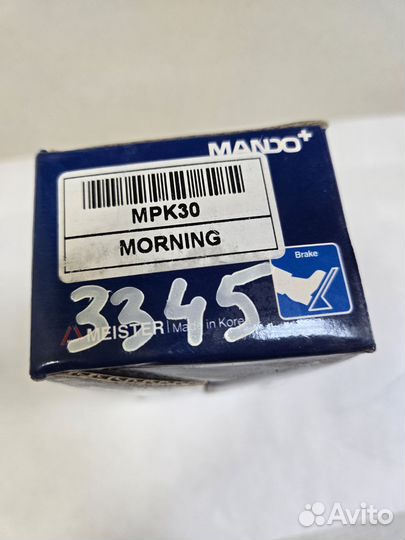 MANDO+
MPK30
MORNING
Brake
3345
MEISTER | Made in Korea
Avito